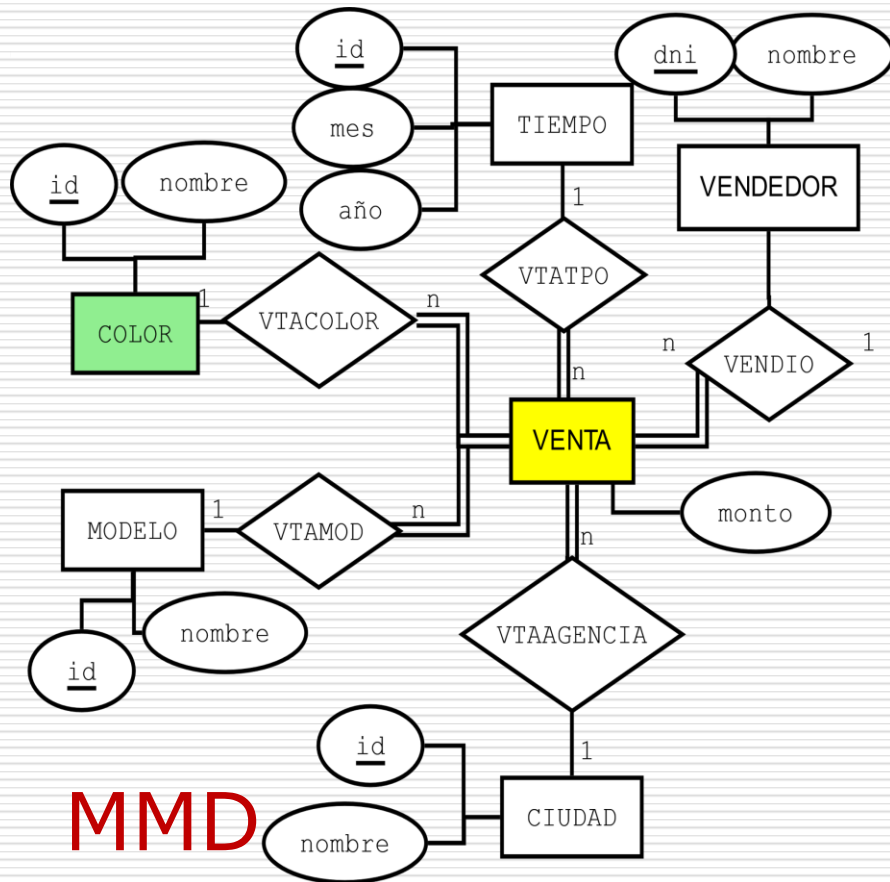 id
dni
nombre
mes
TIEMPO
año
VENDEDOR
id
nombre
1
VTATPO
1
n
VTACOLOR
COLOR
n
1
VENDIO
n
VENTA
monto
MODELO
1
VTAMOD
n
n
nombre
id
VTAAGENCIA
1
id
CIUDAD
nombre
MMD